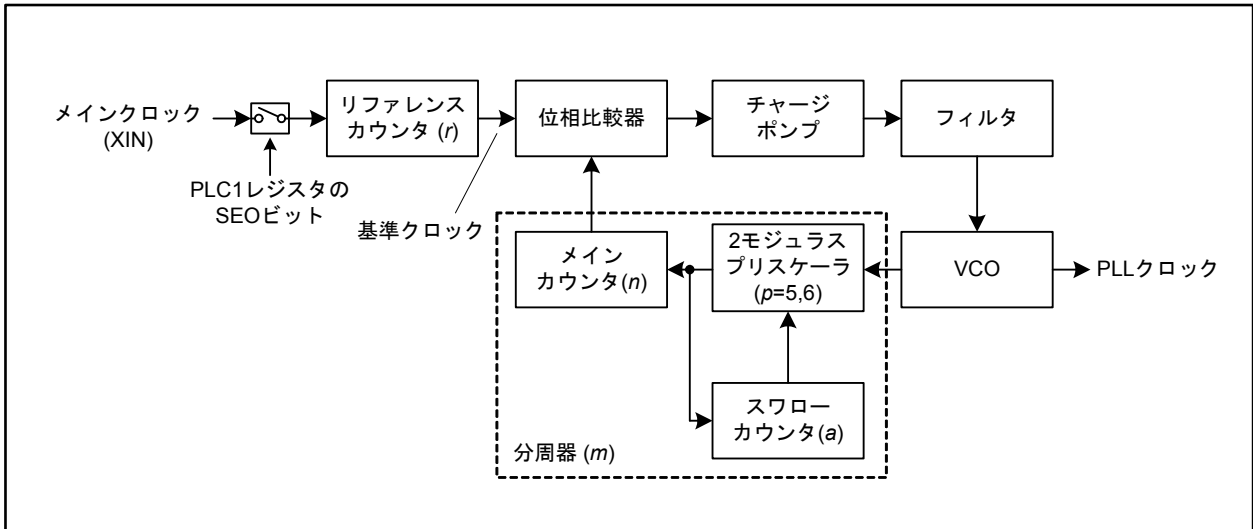 メインクロック
(XIN)
PLC1レジスタの
SEOビット
リファレンス
カウンタ (r)
基準クロック
位相比較器
チャージ
ポンプ
フィルタ
メイン
カウンタ(n)
2モジュラス
プリスケーラ
(p=5,6)
VCO
PLLクロック
スワロー
カウンタ(a)
分周器 (m)